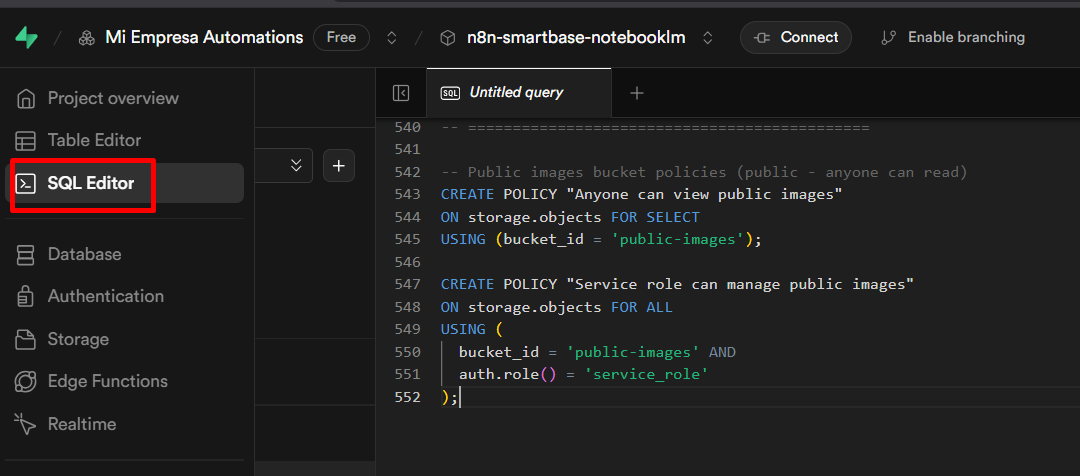 / Mi Empresa Automations Free / n8n-smartbase-notebooklm Connect Enable branching
Project overview
Table Editor
SQL Editor
Database
Authentication
Storage
Edge Functions
Realtime
SQL Untitled query
540 -- =============================================
541
542 -- Public images bucket policies (public - anyone can read)
543 CREATE POLICY "Anyone can view public images"
544 ON storage.objects FOR SELECT
545 USING (bucket_id = 'public-images');
546
547 CREATE POLICY "Service role can manage public images"
548 ON storage.objects FOR ALL
549 USING (
550 bucket_id = 'public-images' AND
551 auth.role() = 'service_role'
552 );